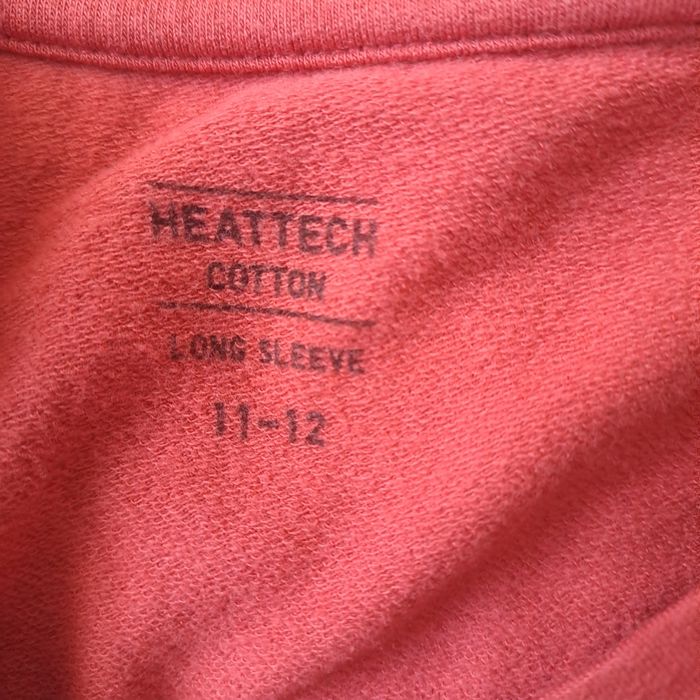 HEATTECH
COTTON
LONG SLEEVE
11-12